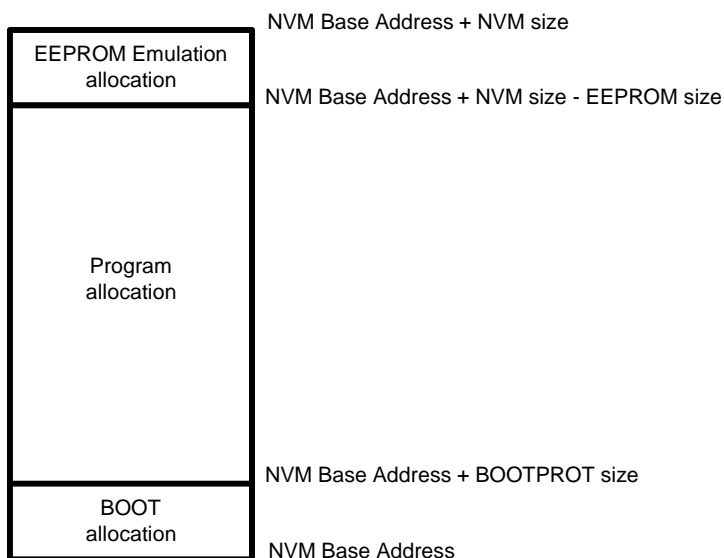 NVM Base Address + NVM size
EEPROM Emulation
allocation
NVM Base Address + NVM size - EEPROM size
Program
allocation
NVM Base Address + BOOTPROT size
BOOT
allocation
NVM Base Address